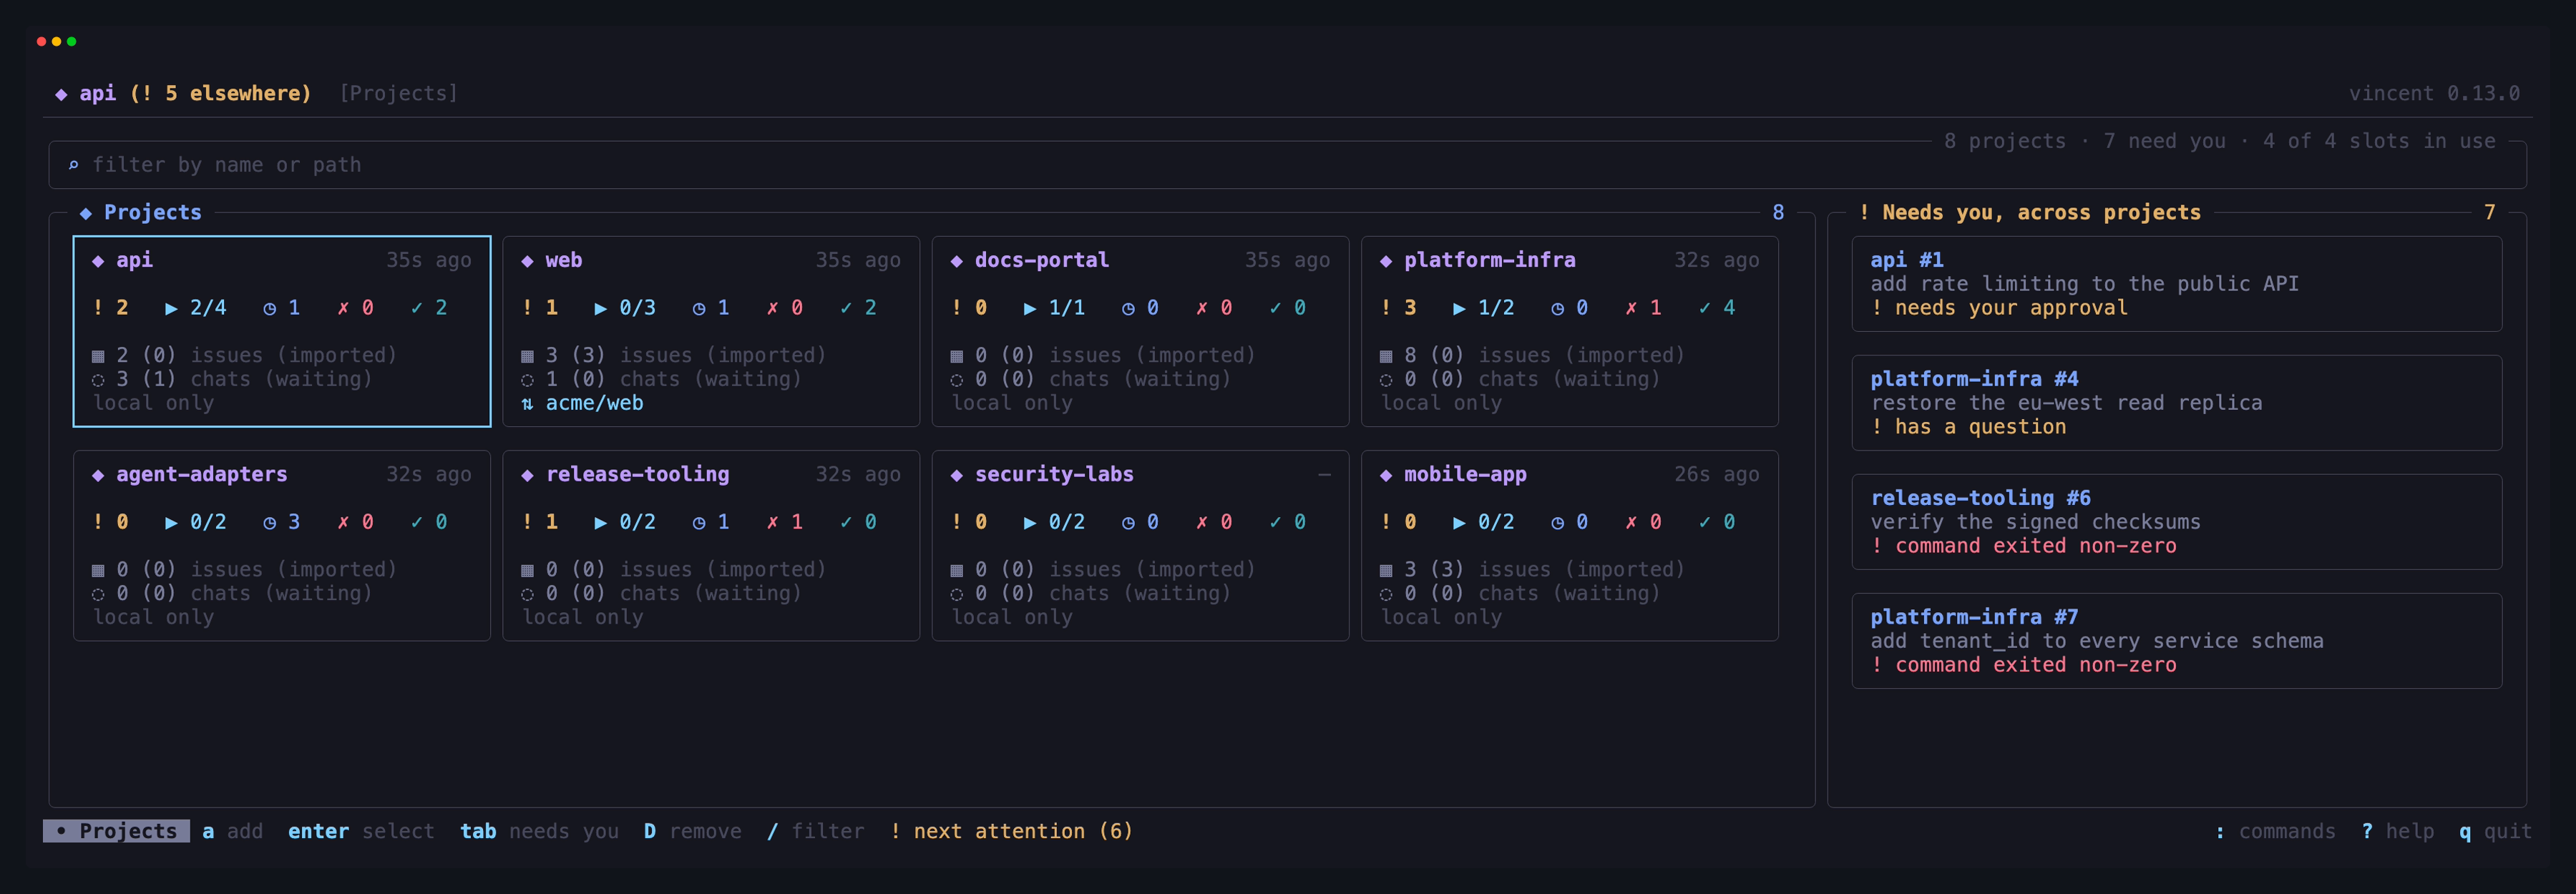 ◆ api (! 5 elsewhere) [Projects] vincent 0.13.0
8 projects · 7 need you · 4 of 4 slots in use
⌕ filter by name or path
◆ Projects 8
◆ api 35s ago
! 2 ▶ 2/4 ◷ 1 ✗ 0 ✓ 2
▦ 2 (0) issues (imported)
◌ 3 (1) chats (waiting)
local only
◆ web 35s ago
! 1 ▶ 0/3 ◷ 1 ✗ 0 ✓ 2
▦ 3 (3) issues (imported)
◌ 1 (0) chats (waiting)
⇅ acme/web
◆ docs-portal 35s ago
! 0 ▶ 1/1 ◷ 0 ✗ 0 ✓ 0
▦ 0 (0) issues (imported)
◌ 0 (0) chats (waiting)
local only
◆ platform-infra 32s ago
! 3 ▶ 1/2 ◷ 0 ✗ 1 ✓ 4
▦ 8 (0) issues (imported)
◌ 0 (0) chats (waiting)
local only
◆ agent-adapters 32s ago
! 0 ▶ 0/2 ◷ 3 ✗ 0 ✓ 0
▦ 0 (0) issues (imported)
◌ 0 (0) chats (waiting)
local only
◆ release-tooling 32s ago
! 1 ▶ 0/2 ◷ 1 ✗ 1 ✓ 0
▦ 0 (0) issues (imported)
◌ 0 (0) chats (waiting)
local only
◆ security-labs —
! 0 ▶ 0/2 ◷ 0 ✗ 0 ✓ 0
▦ 0 (0) issues (imported)
◌ 0 (0) chats (waiting)
local only
◆ mobile-app 26s ago
! 0 ▶ 0/2 ◷ 0 ✗ 0 ✓ 0
▦ 3 (3) issues (imported)
◌ 0 (0) chats (waiting)
local only
! Needs you, across projects 7
api #1
add rate limiting to the public API
! needs your approval
platform-infra #4
restore the eu-west read replica
! has a question
release-tooling #6
verify the signed checksums
! command exited non-zero
platform-infra #7
add tenant_id to every service schema
! command exited non-zero
• Projects a add enter select tab needs you D remove / filter ! next attention (6) : commands ? help q quit